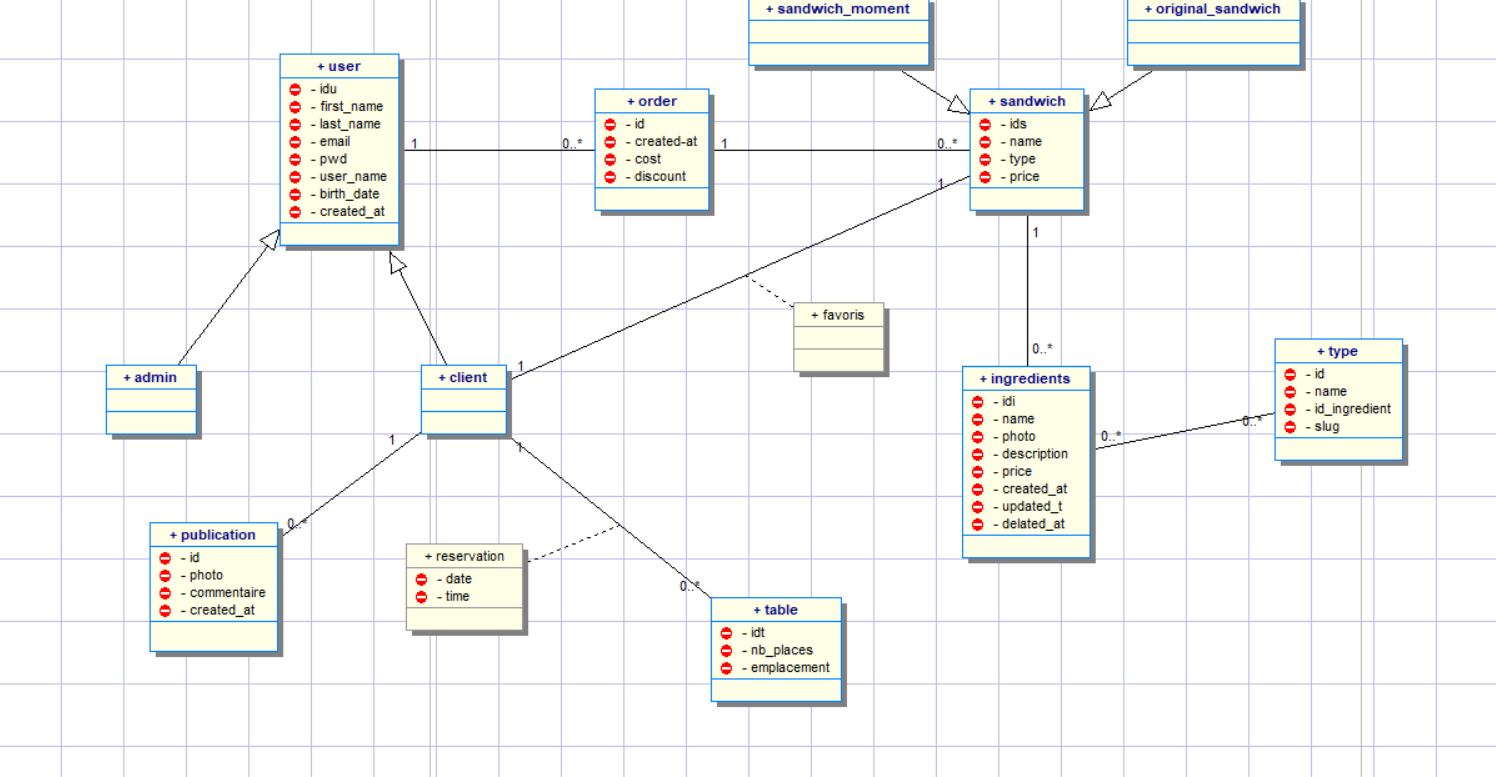 + sandwich_moment
+ original_sandwich
+ user
- idu
- first_name
- last_name
- email
- pwd
- user_name
- birth_date
- created_at
1
0..*
+ order
- id
- created-at
- cost
- discount
1
0..*
+ sandwich
- ids
- name
- type
- price
1
1
0..*
+ favoris
1
+ admin
+ client
1
1
+ ingredients
- idi
- name
- photo
- description
- price
- created_at
- updated_t
- delated_at
0..*
0..*
+ type
- id
- name
- id_ingredient
- slug
0..*
+ publication
- id
- photo
- commentaire
- created_at
+ reservation
- date
- time
0..*
+ table
- idt
- nb_places
- emplacement